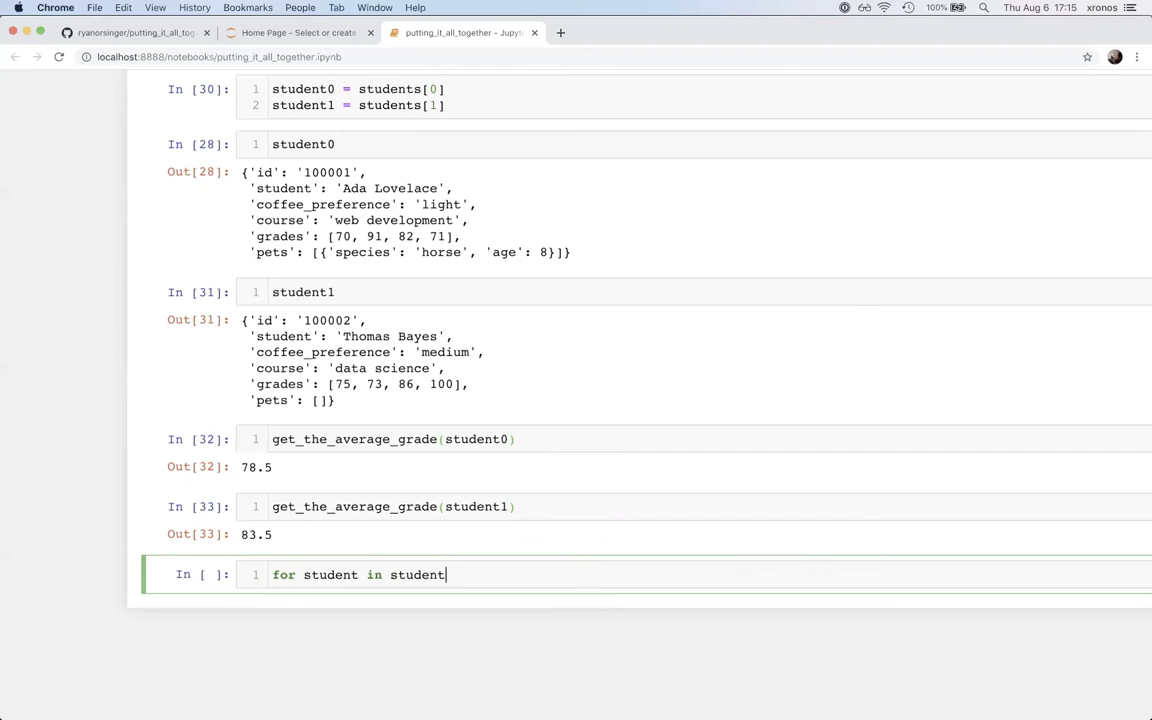 Chrome File Edit View History Bookmarks People Tab Window Help 100% Thu Aug 6 17:15 xronos
ryanorsinger/putting_it_all_tog × Home Page - Select or create × putting_it_all_together - Jupyt × +
localhost:8888/notebooks/putting_it_all_together.ipynb
In [30]: 1 student0 = students[0]
2 student1 = students[1]
In [28]: 1 student0
Out[28]: {'id': '100001',
'student': 'Ada Lovelace',
'coffee_preference': 'light',
'course': 'web development',
'grades': [70, 91, 82, 71],
'pets': [{'species': 'horse', 'age': 8}]}
In [31]: 1 student1
Out[31]: {'id': '100002',
'student': 'Thomas Bayes',
'coffee_preference': 'medium',
'course': 'data science',
'grades': [75, 73, 86, 100],
'pets': []}
In [32]: 1 get_the_average_grade(student0)
Out[32]: 78.5
In [33]: 1 get_the_average_grade(student1)
Out[33]: 83.5
In [ ]: 1 for student in student